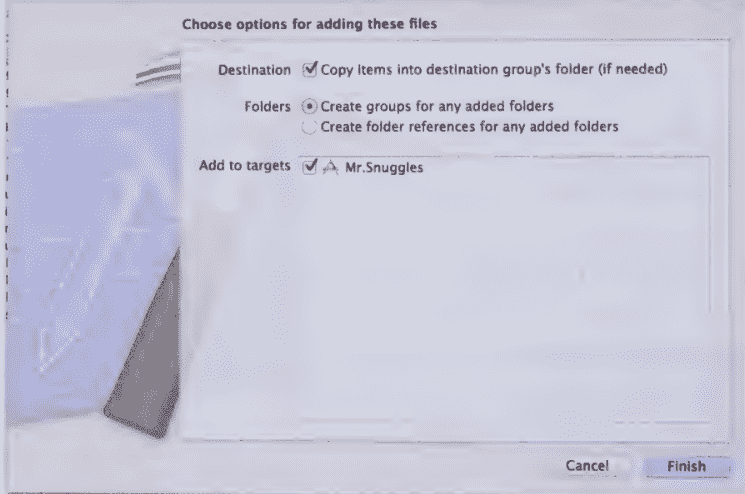 Choose options for adding these files
Destination Copy items into destination group's folder (if needed)
Folders Create groups for any added folders
Create folder references for any added folders
Add to targets Mr.Snuggles
Cancel Finish